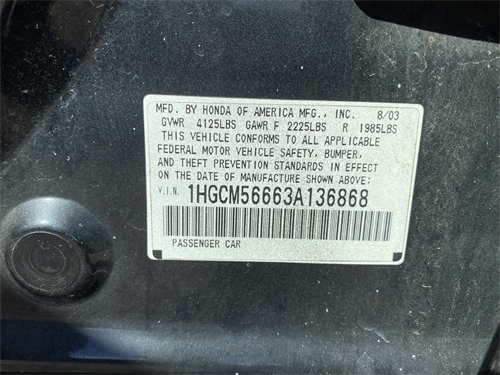 MFD. BY HONDA OF AMERICA MFG., INC. 8/03
GVWR 4125LBS GAWR F 2225LBS R 1985LBS
THIS VEHICLE CONFORMS TO ALL APPLICABLE
FEDERAL MOTOR VEHICLE SAFETY, BUMPER,
AND THEFT PREVENTION STANDARDS IN EFFECT
ON THE DATE OF MANUFACTURE SHOWN ABOVE:
V.I.N. 1HGCM56663A136868
PASSENGER CAR